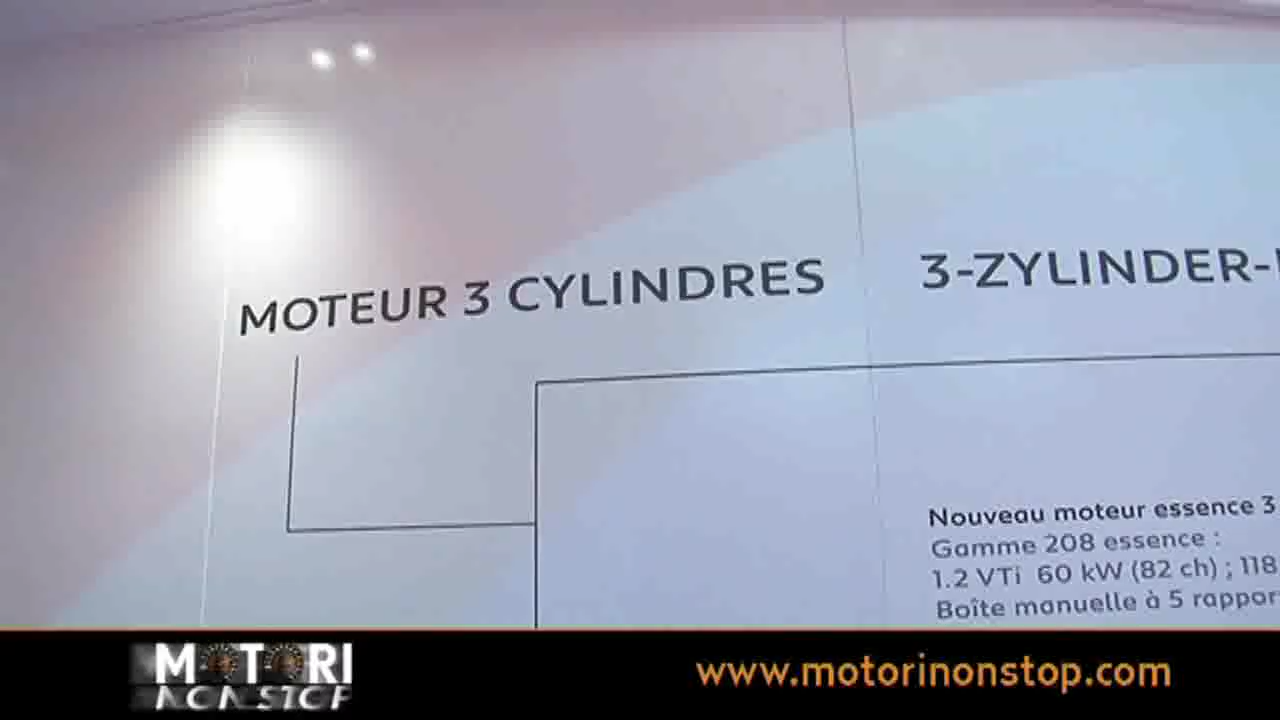 MOTEUR 3 CYLINDRES
3-ZYLINDER-
Nouveau moteur essence 3
Gamme 208 essence :
1.2 VTi 60 kW (82 ch) ; 118
Boîte manuelle à 5 rappor
MOTORI
www.motorinonstop.com